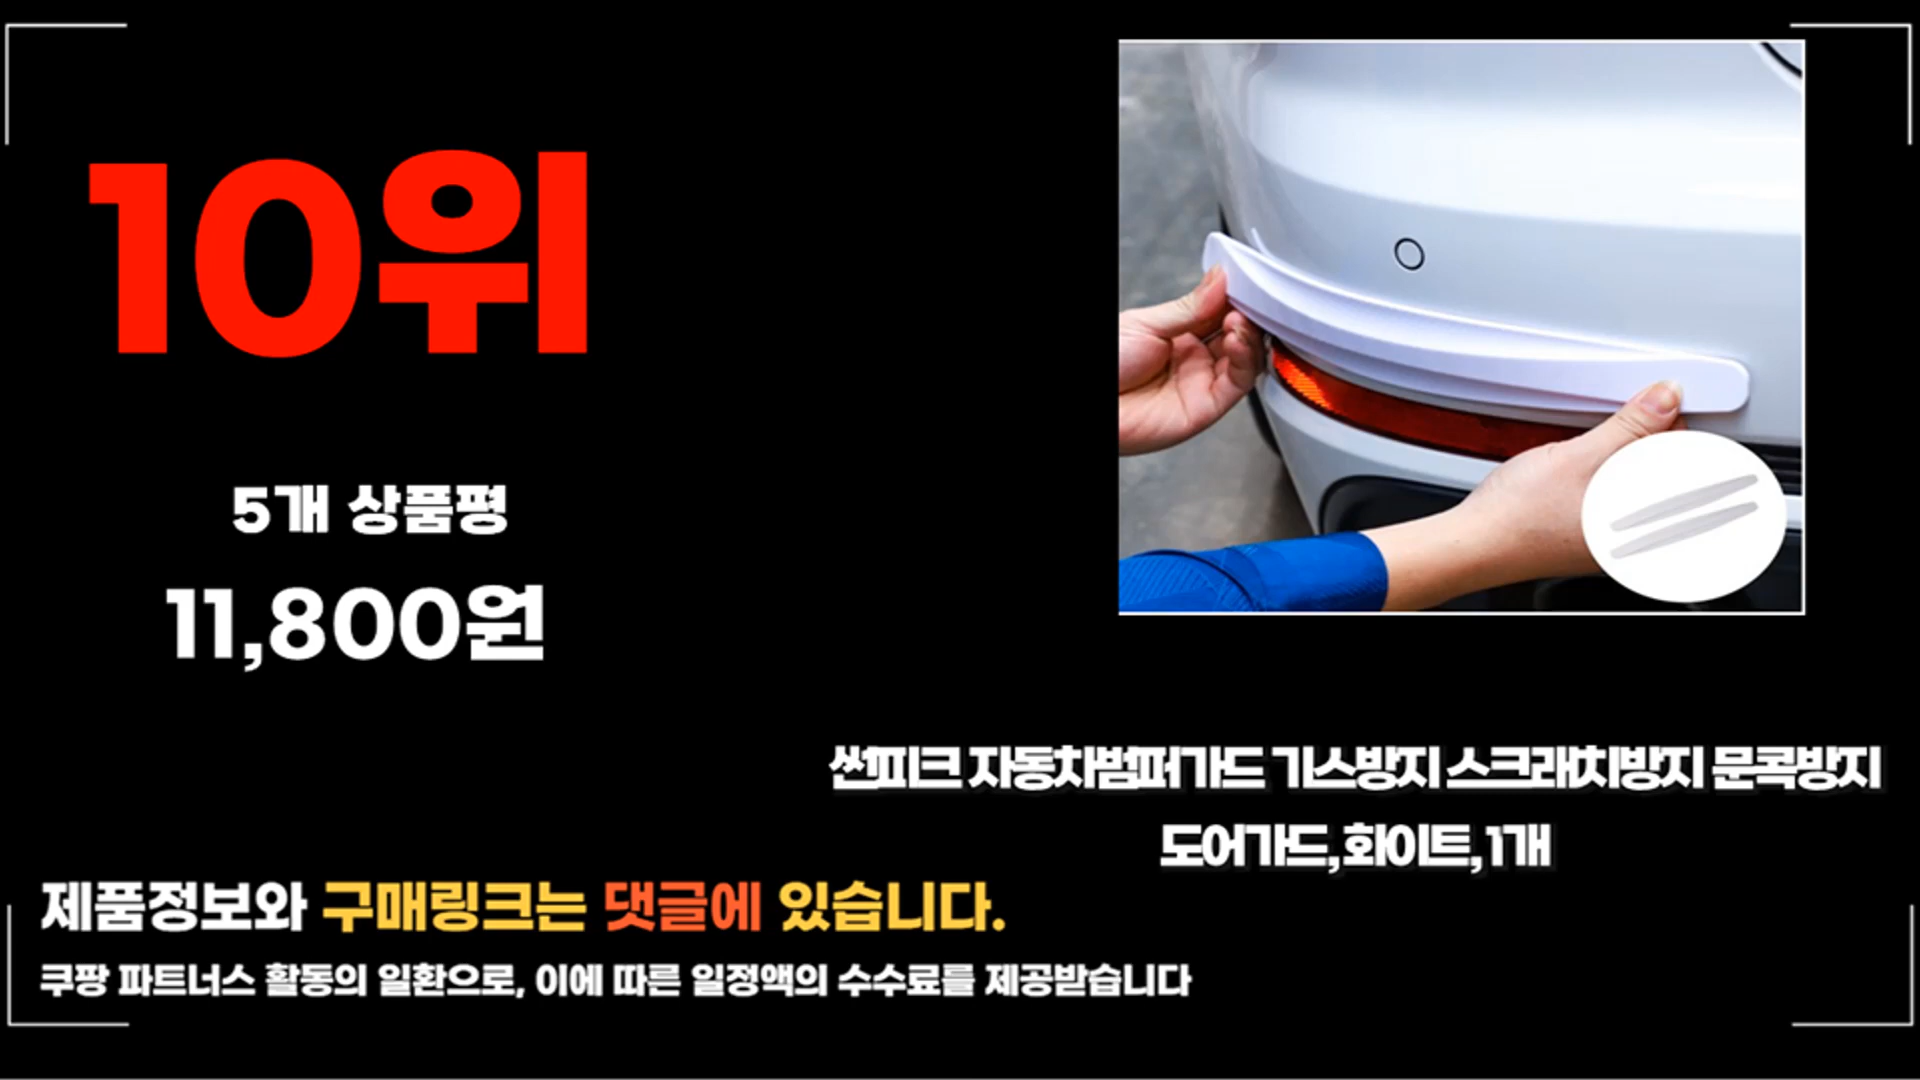 10위
5개 상품평
11,800원
썬피크 자동차범퍼가드 기스방지 스크래치방지 문콕방지
도어가드, 화이트, 1개
제품정보와 구매링크는 댓글에 있습니다.
쿠팡 파트너스 활동의 일환으로, 이에 따른 일정액의 수수료를 제공받습니다